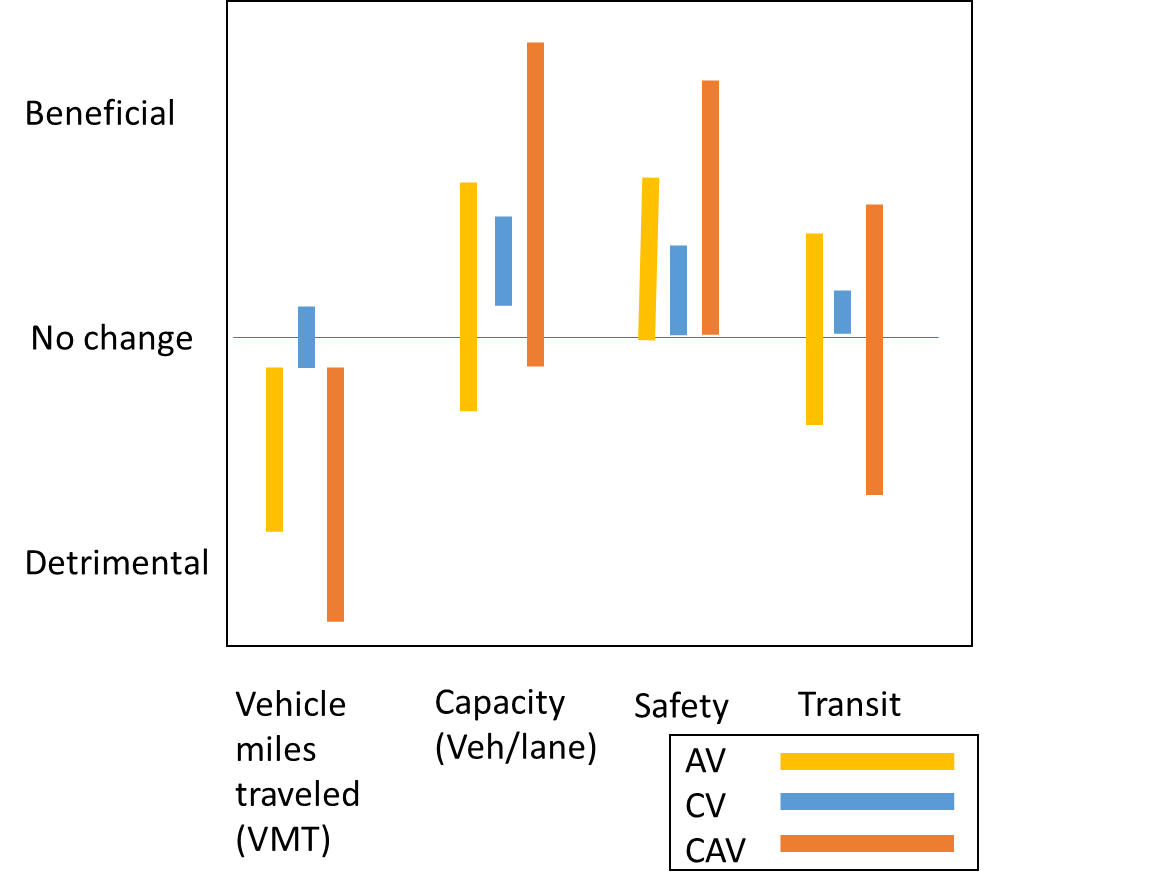 Beneficial
No change
Detrimental
Vehicle
miles
traveled
(VMT)
Capacity
(Veh/lane)
Safety
Transit
AV
CV
CAV